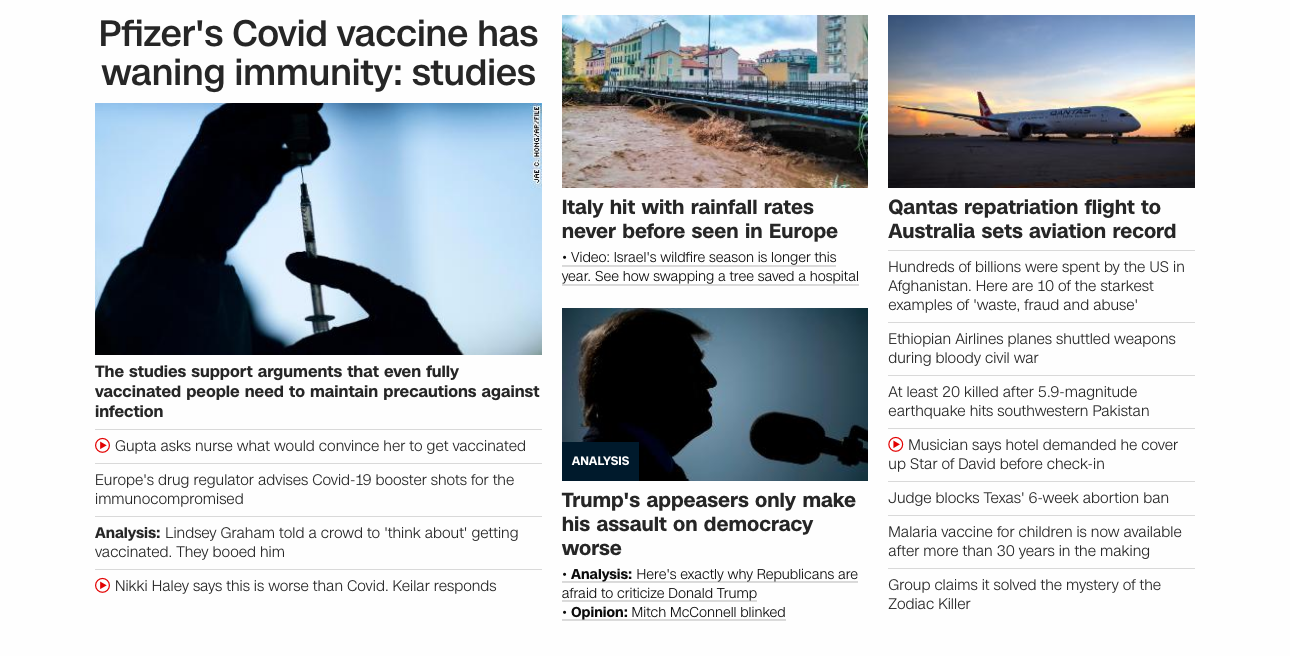 Pfizer's Covid vaccine has
waning immunity: studies
JAE C. HONG/AP/FILE
The studies support arguments that even fully
vaccinated people need to maintain precautions against
infection
Gupta asks nurse what would convince her to get vaccinated
Europe's drug regulator advises Covid-19 booster shots for the
immunocompromised
Analysis: Lindsey Graham told a crowd to 'think about' getting
vaccinated. They booed him
Nikki Haley says this is worse than Covid. Keilar responds
Italy hit with rainfall rates
never before seen in Europe
• Video: Israel's wildfire season is longer this
year. See how swapping a tree saved a hospital
ANALYSIS
Trump's appeasers only make
his assault on democracy
worse
• Analysis: Here's exactly why Republicans are
afraid to criticize Donald Trump
• Opinion: Mitch McConnell blinked
QANTAS
Qantas repatriation flight to
Australia sets aviation record
Hundreds of billions were spent by the US in
Afghanistan. Here are 10 of the starkest
examples of 'waste, fraud and abuse'
Ethiopian Airlines planes shuttled weapons
during bloody civil war
At least 20 killed after 5.9-magnitude
earthquake hits southwestern Pakistan
Musician says hotel demanded he cover
up Star of David before check-in
Judge blocks Texas' 6-week abortion ban
Malaria vaccine for children is now available
after more than 30 years in the making
Group claims it solved the mystery of the
Zodiac Killer